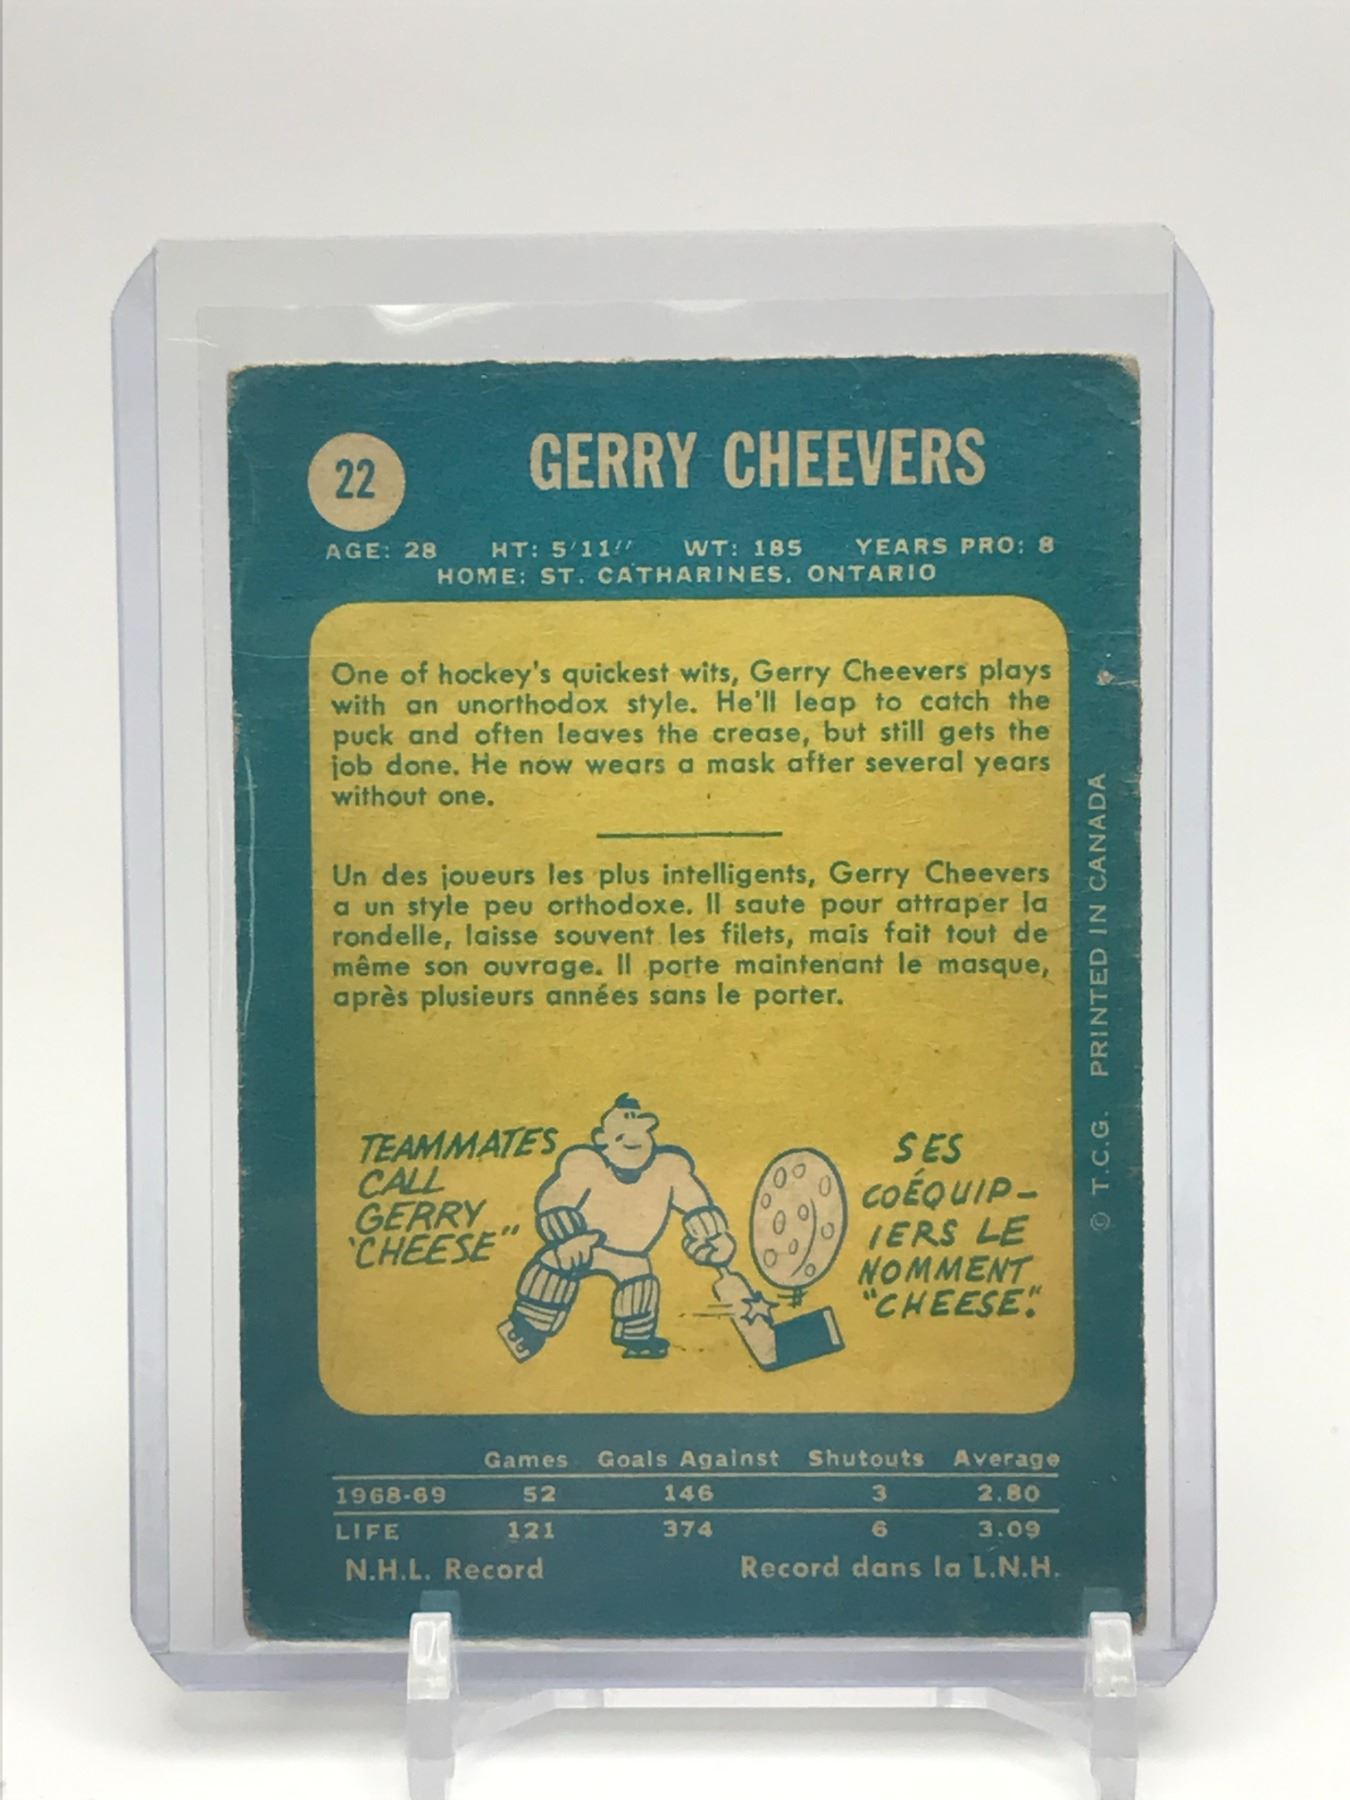 22
GERRY CHEEVERS
AGE: 28 HT: 5'11" WT: 185 YEARS PRO: 8
HOME: ST. CATHARINES, ONTARIO
One of hockey's quickest wits, Gerry Cheevers plays
with an unorthodox style. He'll leap to catch the
puck and often leaves the crease, but still gets the
job done. He now wears a mask after several years
without one.
Un des joueurs les plus intelligents, Gerry Cheevers
a un style peu orthodoxe. Il saute pour attraper la
rondelle, laisse souvent les filets, mais fait tout de
même son ouvrage. Il porte maintenant le masque,
après plusieurs années sans le porter.
TEAMMATES
CALL
GERRY
'CHEESE"
SES
COÉQUIP-
IERS LE
NOMMENT
"CHEESE."
© T.C.G. PRINTED IN CANADA
Games Goals Against Shutouts Average
1968-69 52 146 3 2.80
LIFE 121 374 6 3.09
N.H.L. Record Record dans la L.N.H.